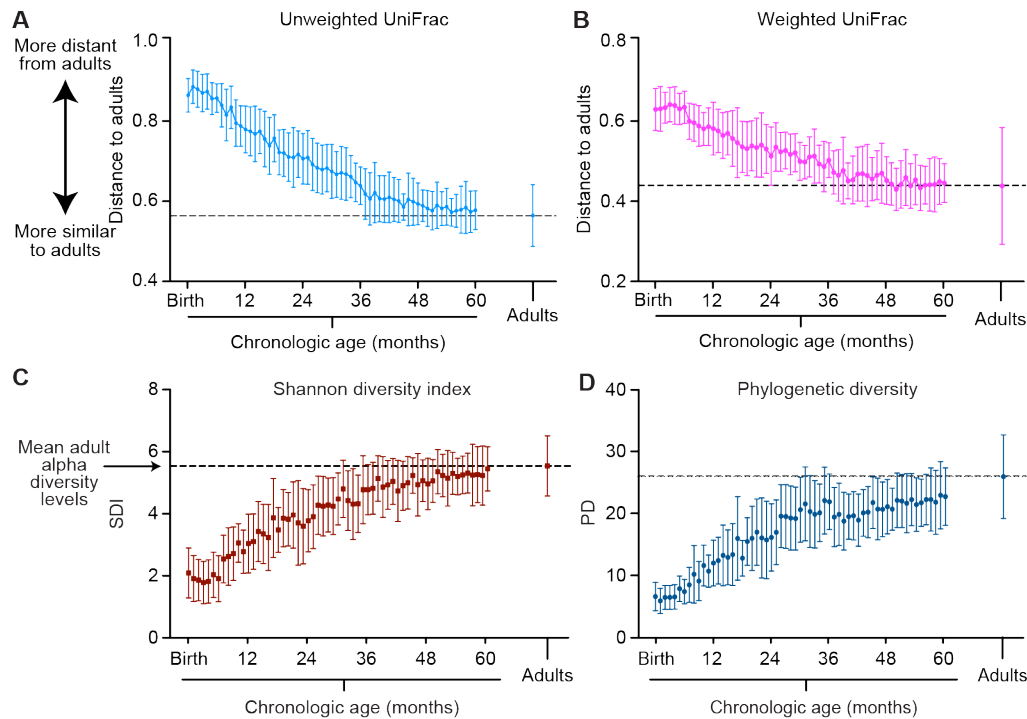 A
Unweighted UniFrac
More distant
from adults
More similar
to adults
Distance to adults
1.0
0.8
0.6
0.4
Birth
12
24
36
48
60
Adults
Chronologic age (months)
B
Weighted UniFrac
Distance to adults
0.8
0.6
0.4
0.2
Birth
12
24
36
48
60
Adults
Chronologic age (months)
C
Shannon diversity index
Mean adult
alpha
diversity
levels
SDI
8
6
4
2
0
Birth
12
24
36
48
60
Adults
Chronologic age (months)
D
Phylogenetic diversity
PD
40
30
20
10
0
Birth
12
24
36
48
60
Adults
Chronologic age (months)